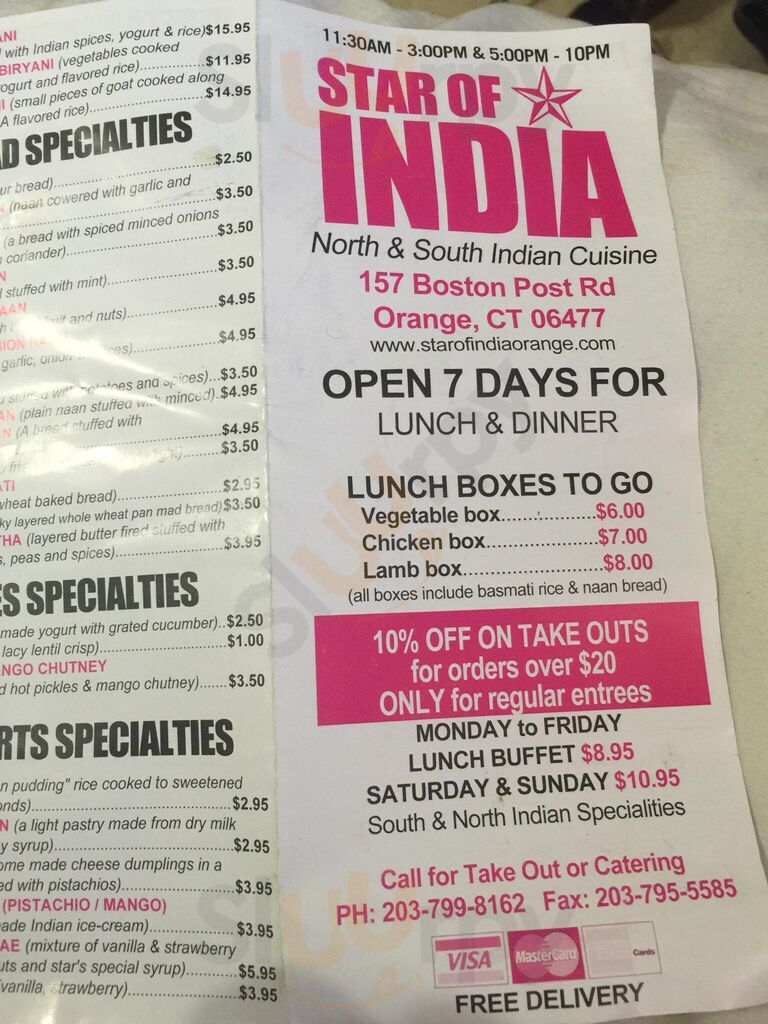 ANI
with Indian spices, yogurt & rice)$15.95
BIRYANI (vegetables cooked
ogurt and flavored rice)..............$11.95
(small pieces of goat cooked along
A flavored rice)............................$14.95
D SPECIALTIES
ur bread)................................$2.50
(naan cowered with garlic and
$3.50
(a bread with spiced minced onions
coriander)...............................$3.50
N
stuffed with mint).......................$3.50
AAN
fruit and nuts)...................$4.95
garlic, onion $4.95
with potatoes and spices)...$3.50
AN (plain naan stuffed with minced).$4.95
N (A bread stuffed with
$4.95
$3.50
ATI
wheat baked bread).....................$2.95
ky layered whole wheat pan mad bread)$3.50
THA (layered butter fired stuffed with
s, peas and spices)......................$3.95
ES SPECIALTIES
made yogurt with grated cucumber)..$2.50
lacy lentil crisp)..........................$1.00
NGO CHUTNEY
d hot pickles & mango chutney)......$3.50
RTS SPECIALTIES
n pudding" rice cooked to sweetened
onds)........................................$2.95
N (a light pastry made from dry milk
y syrup)....................................$2.95
ome made cheese dumplings in a
ed with pistachios).......................$3.95
(PISTACHIO / MANGO)
ade Indian ice-cream)..................$3.95
AE (mixture of vanilla & strawberry
uts and star's special syrup)...........$5.95
vanilla, strawberry)......................$3.95
11:30AM - 3:00PM & 5:00PM - 10PM
STAR OF
INDIA
North & South Indian Cuisine
157 Boston Post Rd
Orange, CT 06477
www.starofindiaorange.com
OPEN 7 DAYS FOR
LUNCH & DINNER
LUNCH BOXES TO GO
Vegetable box..................$6.00
Chicken box.....................$7.00
Lamb box.........................$8.00
(all boxes include basmati rice & naan bread)
10% OFF ON TAKE OUTS
for orders over $20
ONLY for regular entrees
MONDAY to FRIDAY
LUNCH BUFFET $8.95
SATURDAY & SUNDAY $10.95
South & North Indian Specialities
Call for Take Out or Catering
PH: 203-799-8162 Fax: 203-795-5585
VISA MasterCard Cards
FREE DELIVERY